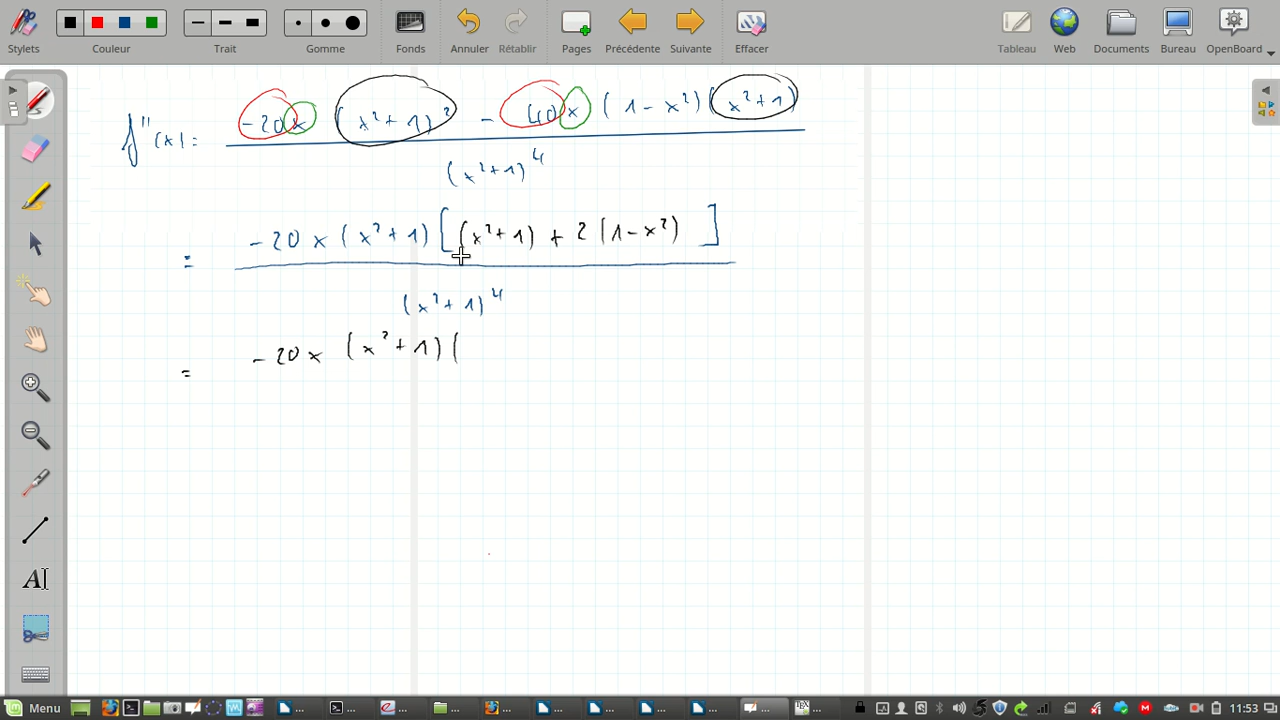 Stylets Couleur Trait Gomme Fonds Annuler Rétablir Pages Précédente Suivante Effacer Tableau Web Documents Bureau OpenBoard
f''(x) = -20x (x²+1)² - 40x (1-x²)(x²+1)
(x²+1)⁴
= -20x (x²+1) [(x²+1) + 2(1-x²) ]
(x²+1)⁴
= -20x (x²+1)(
Menu ... ... ... ... ... ... ... ... ... 11:53